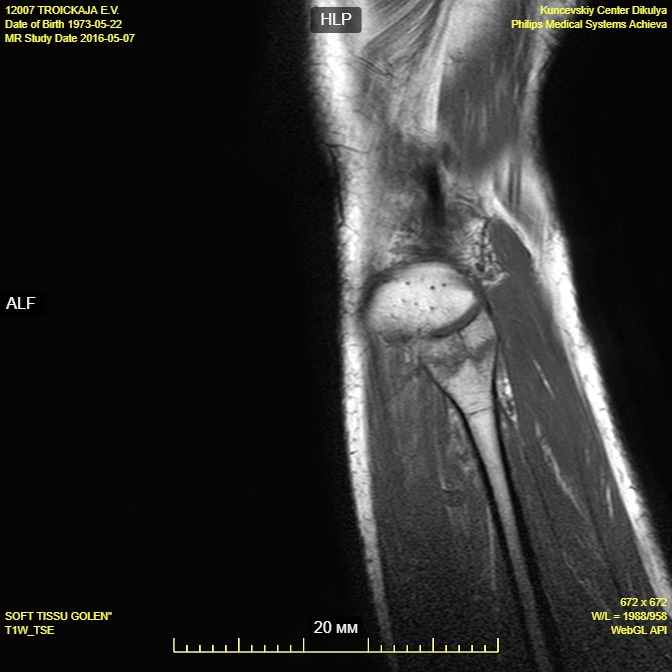 12007 TROICKAJA E.V.
Date of Birth 1973-05-22
MR Study Date 2016-05-07
HLP
Kuncevskiy Center Dikulya
Philips Medical Systems Achieva
ALF
SOFT TISSU GOLEN"
T1W_TSE
20 мм
672 x 672
W/L = 1988/958
WebGL API